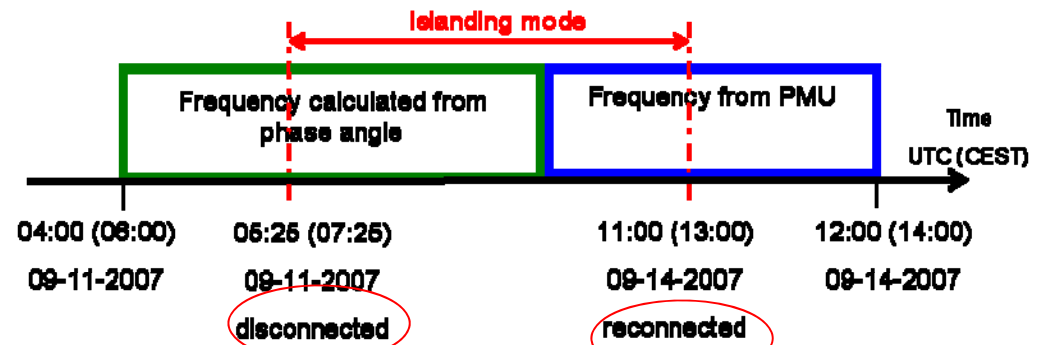 Islanding mode
Frequency calculated from
phase angle
Frequency from PMU
Time
UTC (CEST)
04:00 (06:00)
09-11-2007
05:25 (07:25)
09-11-2007
disconnected
11:00 (13:00)
09-14-2007
reconnected
12:00 (14:00)
09-14-2007